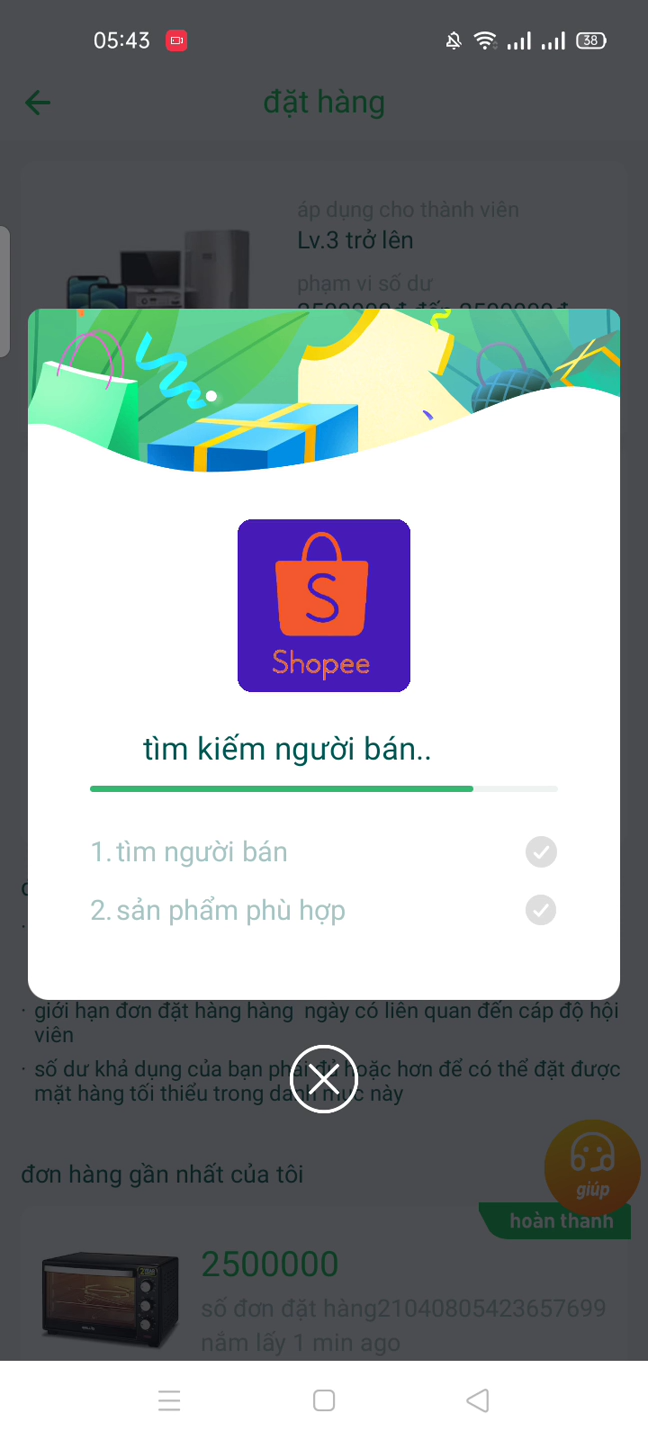 05:43
38
đặt hàng
áp dụng cho thành viên
Lv.3 trở lên
phạm vi số dư
S
Shopee
tìm kiếm người bán..
1. tìm người bán
2. sản phẩm phù hợp
giới hạn đơn đặt hàng hàng ngày có liên quan đến cáp độ hội
viên
số dư khả dụng của bạn phải đủ hoặc hơn để có thể đặt được
mặt hàng tối thiểu trong danh mục này
giúp
đơn hàng gần nhất của tôi
hoàn thanh
2500000
số đơn đặt hàng21040805423657699
nắm lấy 1 min ago